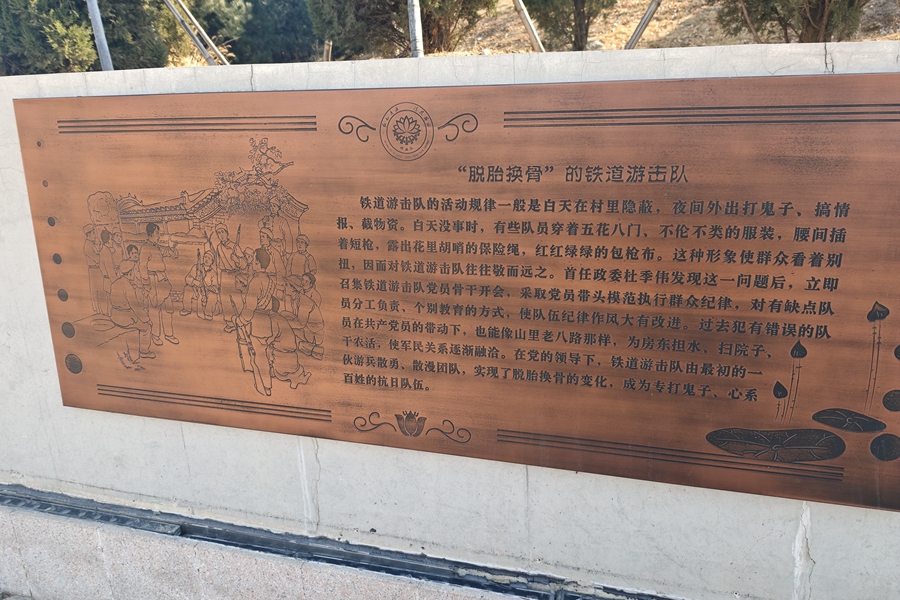 “脱胎换骨”的铁道游击队
铁道游击队的活动规律一般是白天在村里隐蔽，夜间外出打鬼子、搞情
报、截物资。白天没事时，有些队员穿着五花八门、不伦不类的服装，腰间插
着短枪，露出花里胡哨的保险绳，红红绿绿的包枪布。这种形象使群众看着别
扭，因而对铁道游击队往往敬而远之。首任政委杜季伟发现这一问题后，立即
召集铁道游击队党员骨干开会，采取党员带头模范执行群众纪律，对有缺点队
员分工负责、个别教育的方式，使队伍纪律作风大有改进。过去犯有错误的队
员在共产党员的带动下，也能像山里老八路那样，为房东担水，扫院子，
干农活，使军民关系逐渐融洽。在党的领导下，铁道游击队由最初的一
伙游兵散勇、散漫团队，实现了脱胎换骨的变化，成为专打鬼子、心系
百姓的抗日队伍。